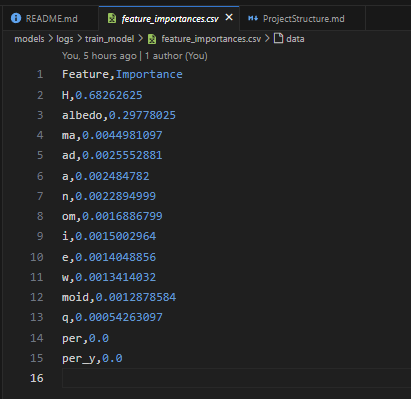 README.md
feature_importances.csv
ProjectStructure.md
models > logs > train_model > feature_importances.csv > data
You, 5 hours ago | 1 author (You)
1 Feature,Importance
2 H,0.68262625
3 albedo,0.29778025
4 ma,0.0044981097
5 ad,0.0025552881
6 a,0.002484782
7 n,0.0022894999
8 om,0.0016886799
9 i,0.0015002964
10 e,0.0014048856
11 w,0.0013414032
12 moid,0.0012878584
13 q,0.00054263097
14 per,0.0
15 per_y,0.0
16